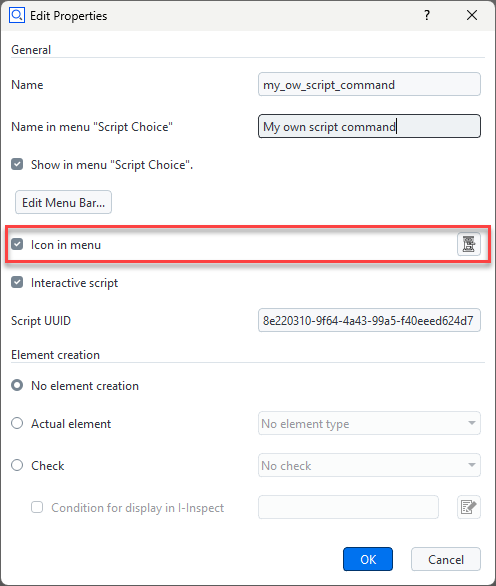 Edit Properties ?
General
Name my_ow_script_command
Name in menu "Script Choice" My own script command
Show in menu "Script Choice".
Edit Menu Bar...
Icon in menu
Interactive script
Script UUID 8e220310-9f64-4a43-99a5-f40eeed624d7
Element creation
No element creation
Actual element No element type
Check No check
Condition for display in I-Inspect
OK Cancel